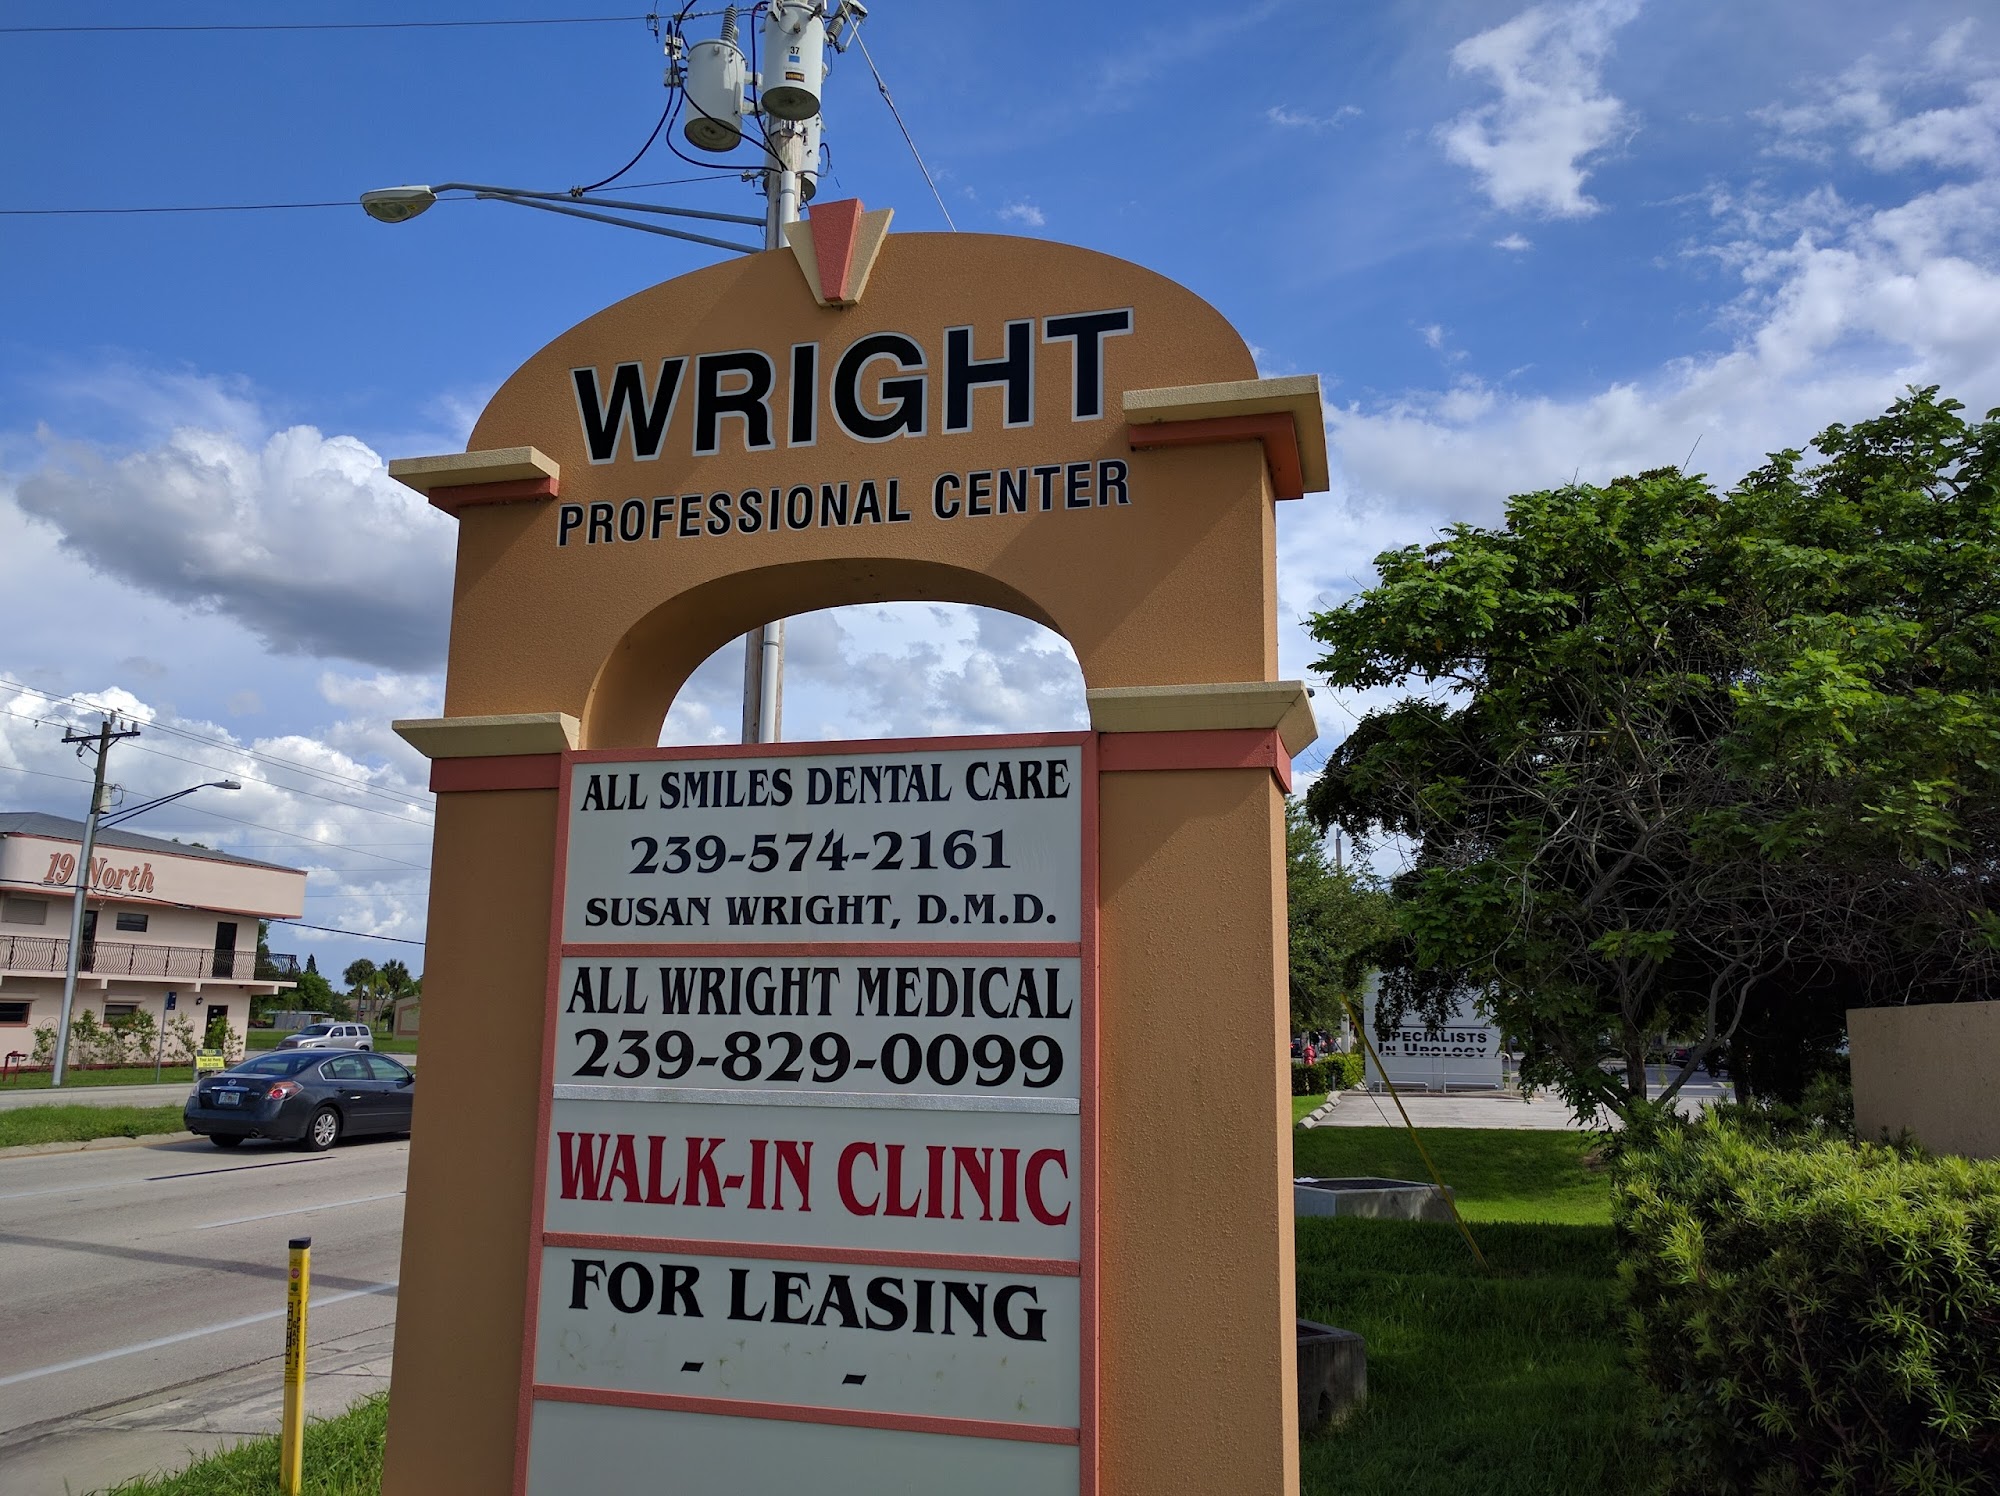 37
WRIGHT
PROFESSIONAL CENTER
ALL SMILES DENTAL CARE
239-574-2161
SUSAN WRIGHT, D.M.D.
ALL WRIGHT MEDICAL
239-829-0099
WALK-IN CLINIC
FOR LEASING
- -
19 North
SPECIALISTS
IN UROLOGY